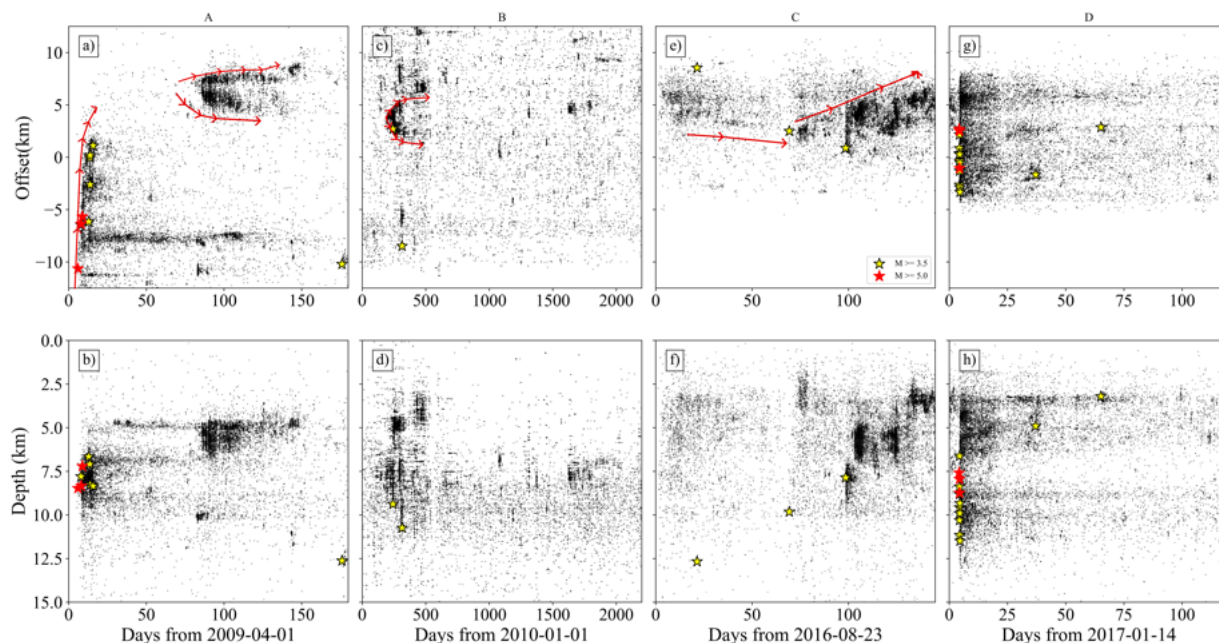 A B C D
a) c) e) g)
Offset(km)
10
5
0
−5
−10
0 50 100 150
0 500 1000 1500 2000
0 100
0 25 50 75 100
M >= 3.5
M >= 5.0
b) d) f) h)
Depth (km)
0.0
2.5
5.0
7.5
10.0
12.5
15.0
0 50 100 150
0 500 1000 1500 2000
0 100
0 25 50 75 100
Days from 2009-04-01 Days from 2010-01-01 Days from 2016-08-23 Days from 2017-01-14